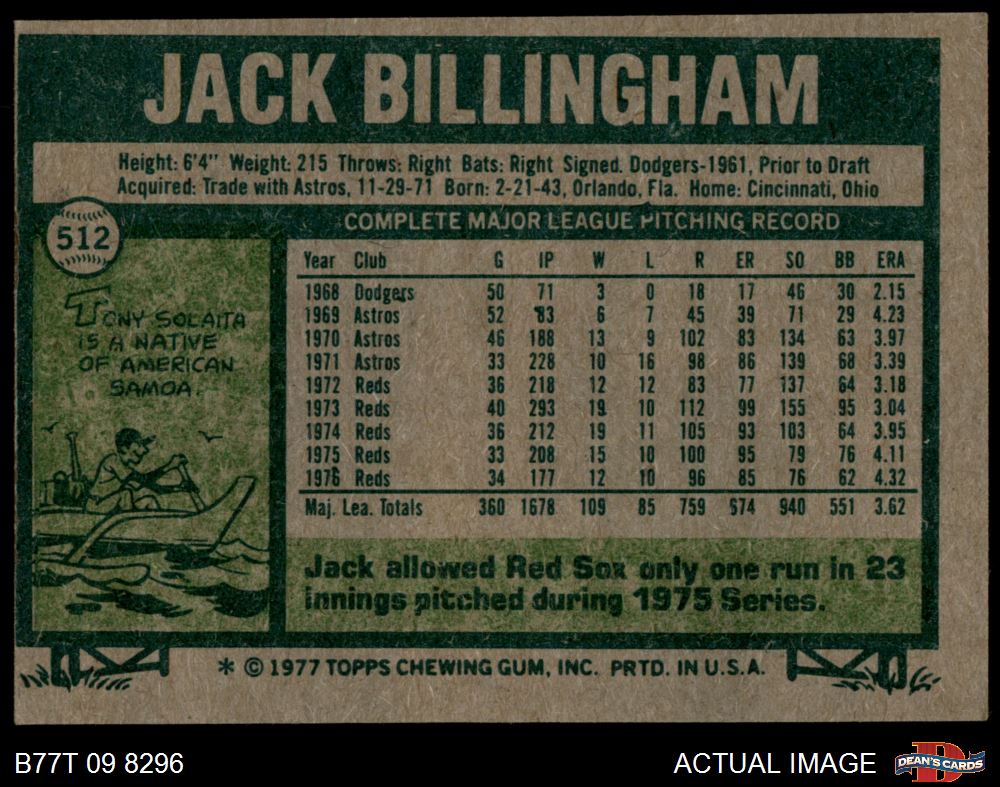 JACK BILLINGHAM
Height: 6'4" Weight: 215 Throws: Right Bats: Right Signed. Dodgers-1961, Prior to Draft
Acquired: Trade with Astros, 11-29-71 Born: 2-21-43, Orlando, Fla. Home: Cincinnati, Ohio
COMPLETE MAJOR LEAGUE PITCHING RECORD
512
TONY SOLAITA
IS A NATIVE
OF AMERICAN
SAMOA.
Year Club G IP W L R ER SO BB ERA
1968 Dodgers 50 71 3 0 18 17 46 30 2.15
1969 Astros 52 83 6 7 45 39 71 29 4.23
1970 Astros 46 188 13 9 102 83 134 63 3.97
1971 Astros 33 228 10 16 98 86 139 68 3.39
1972 Reds 36 218 12 12 83 77 137 64 3.18
1973 Reds 40 293 19 10 112 99 155 95 3.04
1974 Reds 36 212 19 11 105 93 103 64 3.95
1975 Reds 33 208 15 10 100 95 79 76 4.11
1976 Reds 34 177 12 10 96 85 76 62 4.32
Maj. Lea. Totals 360 1678 109 85 759 674 940 551 3.62
Jack allowed Red Sox only one run in 23
innings pitched during 1975 Series.
* © 1977 TOPPS CHEWING GUM, INC. PRTD. IN U.S.A.
B77T 09 8296
ACTUAL IMAGE
DEAN'S CARDS